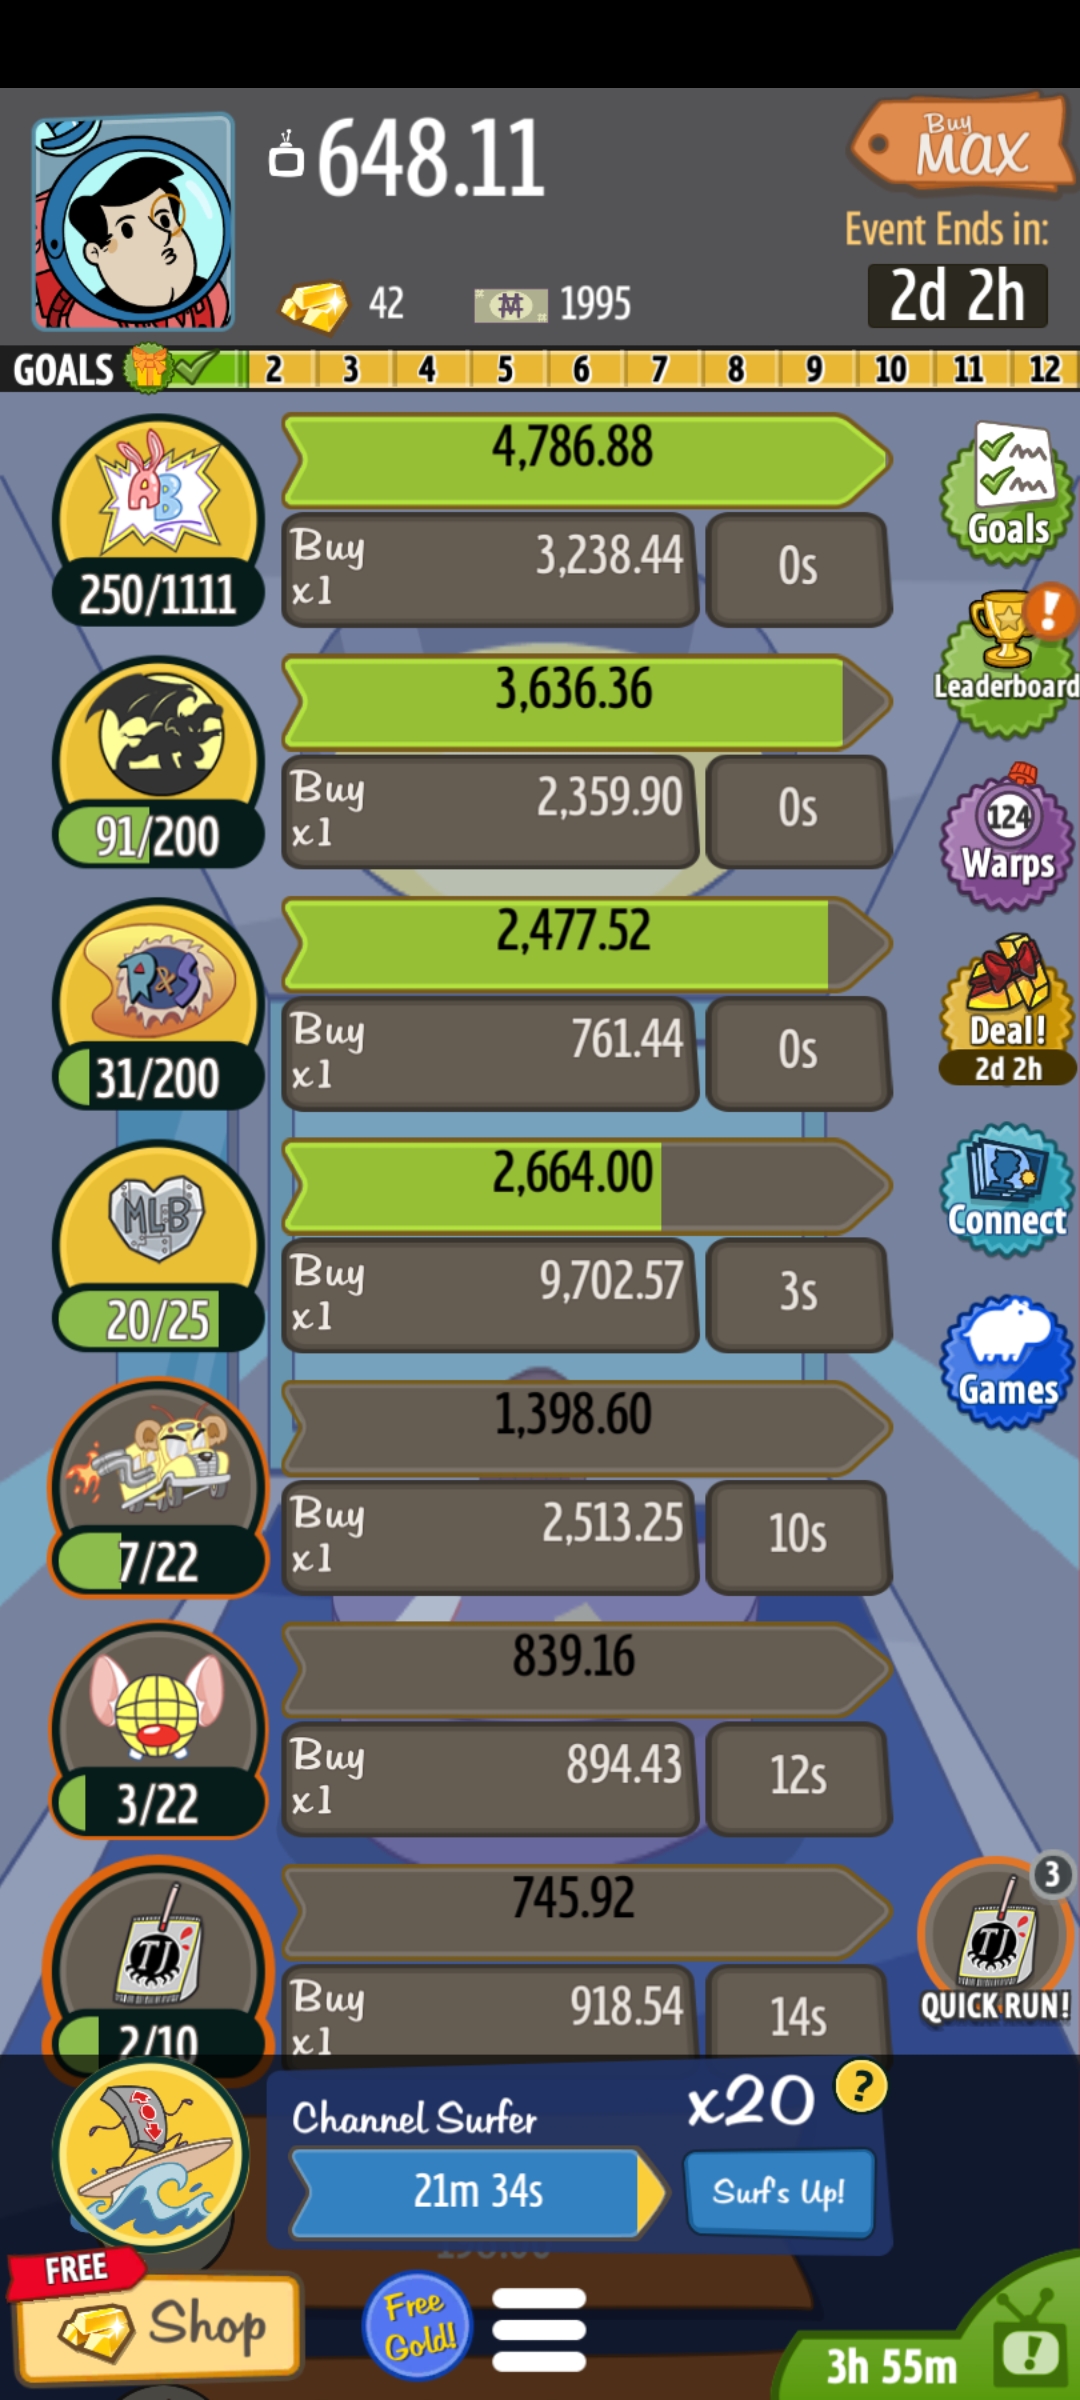 648.11
Buy
MAX
Event Ends in:
42
1995
2d 2h
GOALS 2 3 4 5 6 7 8 9 10 11 12
AB
4,786.88
250/1111
Buy
x1
3,238.44
0s
Goals
3,636.36
91/200
Buy
x1
2,359.90
0s
!
Leaderboard
124
Warps
R&S
2,477.52
31/200
Buy
x1
761.44
0s
Deal!
2d 2h
MLB
2,664.00
20/25
Buy
x1
9,702.57
3s
Connect
Games
1,398.60
7/22
Buy
x1
2,513.25
10s
839.16
3/22
Buy
x1
894.43
12s
TJ
745.92
2/10
Buy
x1
918.54
14s
3
TJ
QUICK RUN!
Channel Surfer
x20
?
21m 34s
Surf's Up!
FREE
Shop
Free
Gold!
3h 55m
!